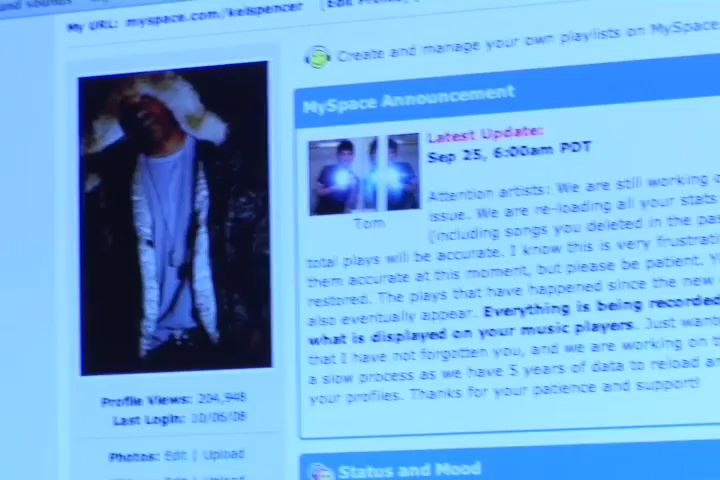 My URL: myspace.com/kelspencer [Edit Profile]
Create and manage your own playlists on MySpace
MySpace Announcement
Latest Update:
Sep 25, 6:00am PDT
Tom
Attention artists: We are still working
issue. We are re-loading all your stats
(including songs you deleted in the
total plays will be accurate. I know this is very
them accurate at this moment, but please be patient.
restored. The plays that have happened since the new
also eventually appear. Everything is being recorded
what is displayed on your music players. Just
that I have not forgotten you, and we are working on
a slow process as we have 5 years of data to reload
your profiles. Thanks for your patience and support!
Profile Views: 204,948
Last Login: 10/06/08
Photos: Edit | Upload
Status and Mood